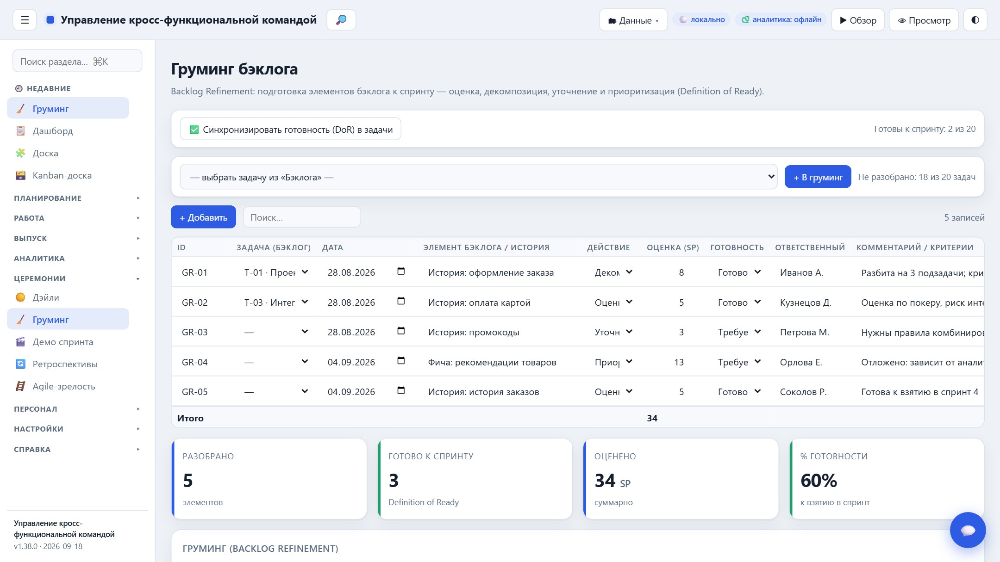 ☰ Управление кросс-функциональной командой
Данные ▾ локально аналитика: офлайн ▶ Обзор Просмотр
Поиск раздела... ⌘K
НЕДАВНИЕ
Груминг
Дашборд
Доска
Kanban-доска
ПЛАНИРОВАНИЕ
РАБОТА
ВЫПУСК
АНАЛИТИКА
ЦЕРЕМОНИИ
Дэйли
Груминг
Демо спринта
Ретроспективы
Agile-зрелость
ПЕРСОНАЛ
НАСТРОЙКИ
СПРАВКА
Управление кросс-
функциональной командой
v1.38.0 · 2026-09-18
Груминг бэклога
Backlog Refinement: подготовка элементов бэклога к спринту — оценка, декомпозиция, уточнение и приоритизация (Definition of Ready).
Синхронизировать готовность (DoR) в задачи Готовы к спринту: 2 из 20
— выбрать задачу из «Бэклога» — + В груминг Не разобрано: 18 из 20 задач
+ Добавить Поиск... 5 записей
ID ЗАДАЧА (БЭКЛОГ) ДАТА ЭЛЕМЕНТ БЭКЛОГА / ИСТОРИЯ ДЕЙСТВИЕ ОЦЕНКА (SP) ГОТОВНОСТЬ ОТВЕТСТВЕННЫЙ КОММЕНТАРИЙ / КРИТЕРИИ
GR-01 T-01 · Проек 28.08.2026 История: оформление заказа Деком 8 Готово Иванов А. Разбита на 3 подзадачи; кри
GR-02 T-03 · Интег 28.08.2026 История: оплата картой Оцен 5 Готово Кузнецов Д. Оценка по покеру, риск инте
GR-03 — 28.08.2026 История: промокоды Уточн 3 Требуе Петрова М. Нужны правила комбиниров
GR-04 — 04.09.2026 Фича: рекомендации товаров Приор 13 Требуе Орлова Е. Отложено: зависит от аналит
GR-05 — 04.09.2026 История: история заказов Оцен 5 Готово Соколов Р. Готова к взятию в спринт 4
Итого 34
РАЗОБРАНО
5
элементов
ГОТОВО К СПРИНТУ
3
Definition of Ready
ОЦЕНЕНО
34 SP
суммарно
% ГОТОВНОСТИ
60%
к взятию в спринт
ГРУМИНГ (BACKLOG REFINEMENT)